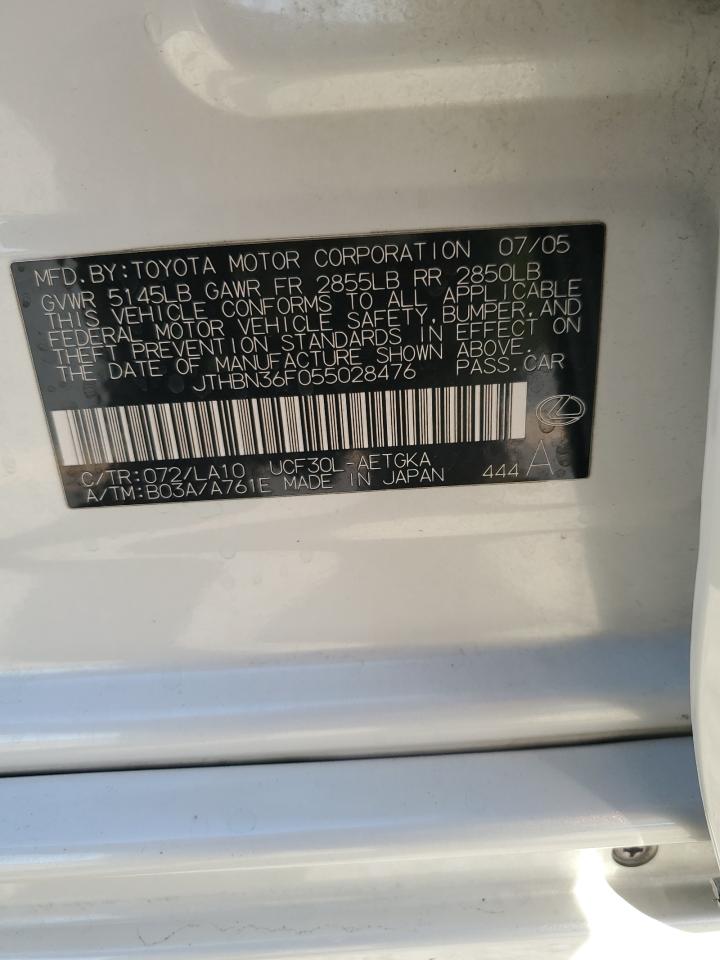 MFD.BY:TOYOTA MOTOR CORPORATION 07/05
GVWR 5145LB GAWR FR 2855LB RR 2850LB
THIS VEHICLE CONFORMS TO ALL APPLICABLE
FEDERAL MOTOR VEHICLE SAFETY,BUMPER,AND
THEFT PREVENTION STANDARDS IN EFFECT ON
THE DATE OF MANUFACTURE SHOWN ABOVE.
JTHBN36F055028476 PASS.CAR
C/TR:072/LA10 UCF30L-AETGKA
A/TM:B03A/A761E MADE IN JAPAN 444 A